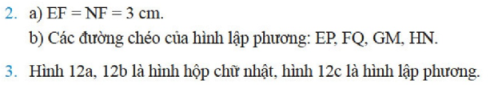 2. a) EF = NF = 3 cm.
b) Các đường chéo của hình lập phương: EP, FQ, GM, HN.
3. Hình 12a, 12b là hình hộp chữ nhật, hình 12c là hình lập phương.